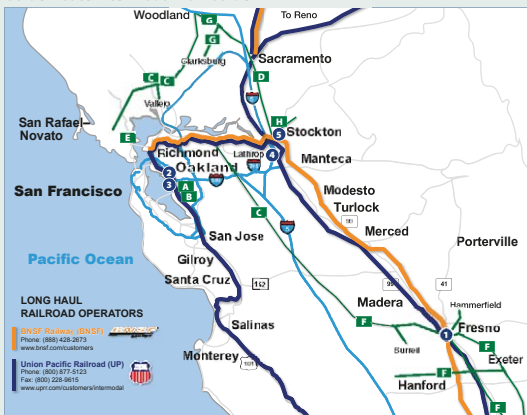 Woodland
G
To Reno
G
Clarksburg
Sacramento
C
C
D
Vallejo
H
San Rafael-
Novato
E
5
Stockton
Richmond
Lathrop
4
Manteca
2
Oakland
San Francisco
3
A
B
Modesto
Turlock
C
Merced
San Jose
Porterville
Pacific Ocean
Gilroy
Santa Cruz
152
99
41
Madera
Hammerfield
LONG HAUL
RAILROAD OPERATORS
Salinas
F
F
1
Fresno
BNSF Railway (BNSF)
Phone: (888) 428-2673
www.bnsf.com/customers
Burrell
F
Exeter
Monterey
101
F
Hanford
Union Pacific Railroad (UP)
Phone: (800) 877-5123
Fax: (800) 228-9615
www.uprr.com/customers/intermodal
F